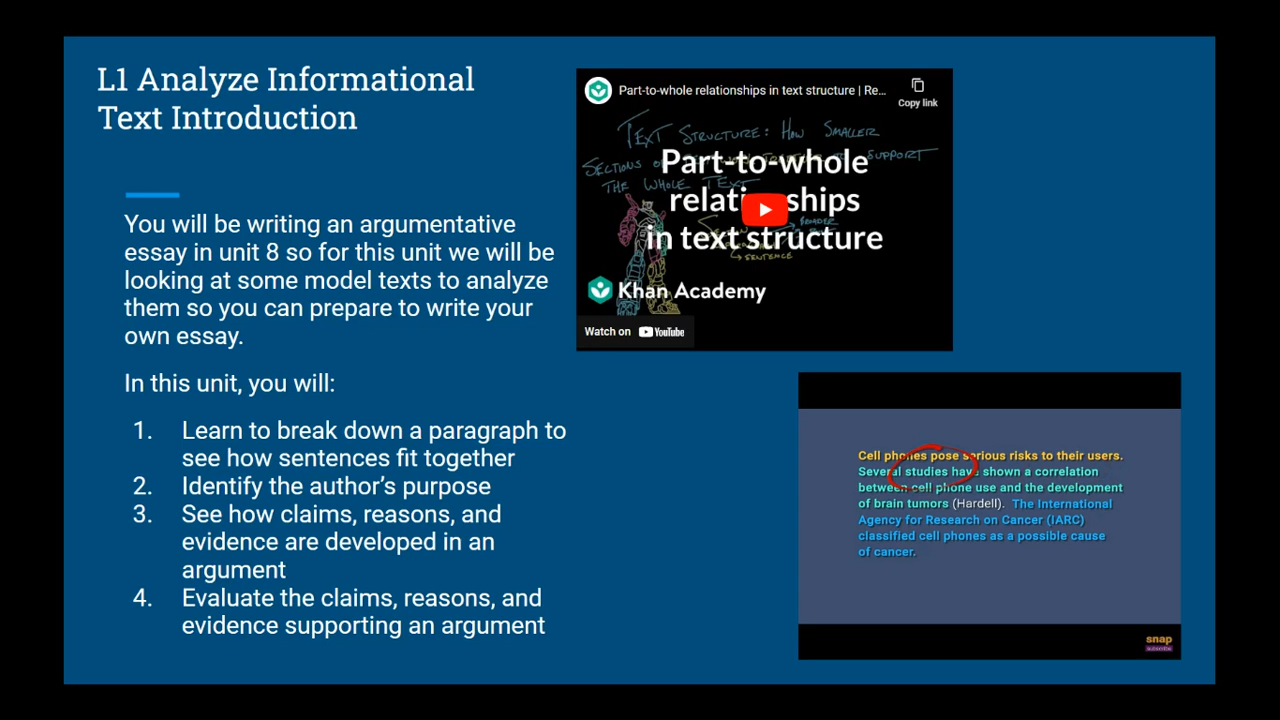 L1 Analyze Informational
Text Introduction
You will be writing an argumentative
essay in unit 8 so for this unit we will be
looking at some model texts to analyze
them so you can prepare to write your
own essay.
In this unit, you will:
1. Learn to break down a paragraph to
see how sentences fit together
2. Identify the author's purpose
3. See how claims, reasons, and
evidence are developed in an
argument
4. Evaluate the claims, reasons, and
evidence supporting an argument
Part-to-whole relationships in text structure | Re...
Copy link
TEXT STRUCTURE: HOW SMALLER
SECTIONS
SUPPORT
THE WHOLE TEXT
Part-to-whole
relationships
in text structure
SENTENCE
Khan Academy
Watch on YouTube
Cell phones pose serious risks to their users.
Several studies have shown a correlation
between cell phone use and the development
of brain tumors (Hardell). The International
Agency for Research on Cancer (IARC)
classified cell phones as a possible cause
of cancer.
snap
subscribe